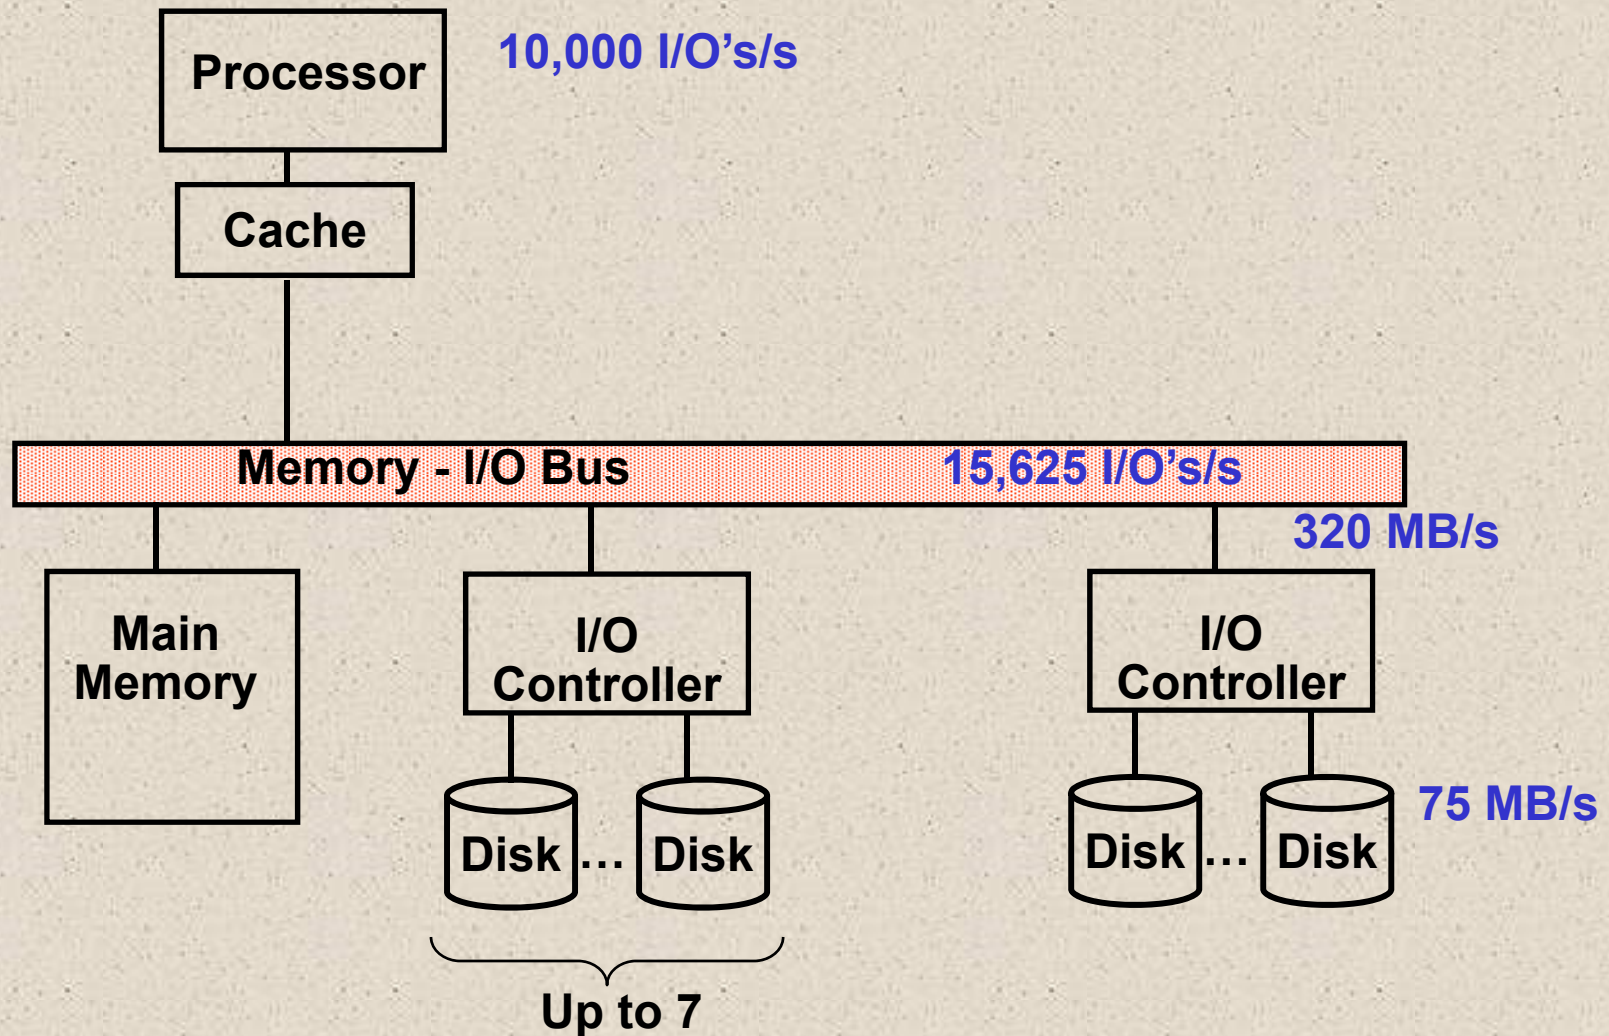 Processor
10,000 I/O's/s
Cache
Memory - I/O Bus
15,625 I/O's/s
320 MB/s
Main
Memory
I/O
Controller
I/O
Controller
Disk ... Disk
Disk ... Disk
75 MB/s
Up to 7